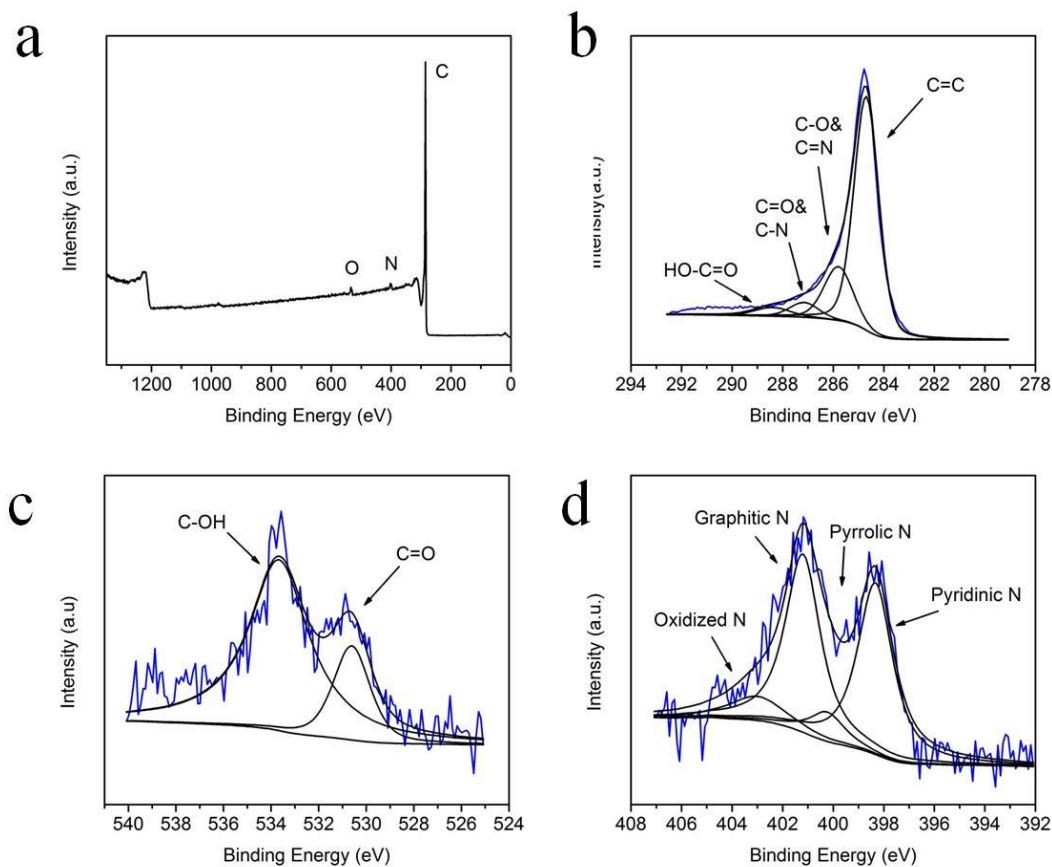 a
C
O
N
Intensity (a.u.)
1200 1000 800 600 400 200 0
Binding Energy (eV)
b
C=C
C-O&
C=N
C=O&
C-N
HO-C=O
Intensity(a.u.)
294 292 290 288 286 284 282 280 278
Binding Energy (eV)
c
C-OH
C=O
Intensity (a.u)
540 538 536 534 532 530 528 526 524
Binding Energy (eV)
d
Graphitic N
Pyrrolic N
Oxidized N
Pyridinic N
Intensity (a.u.)
408 406 404 402 400 398 396 394 392
Binding Energy (eV)